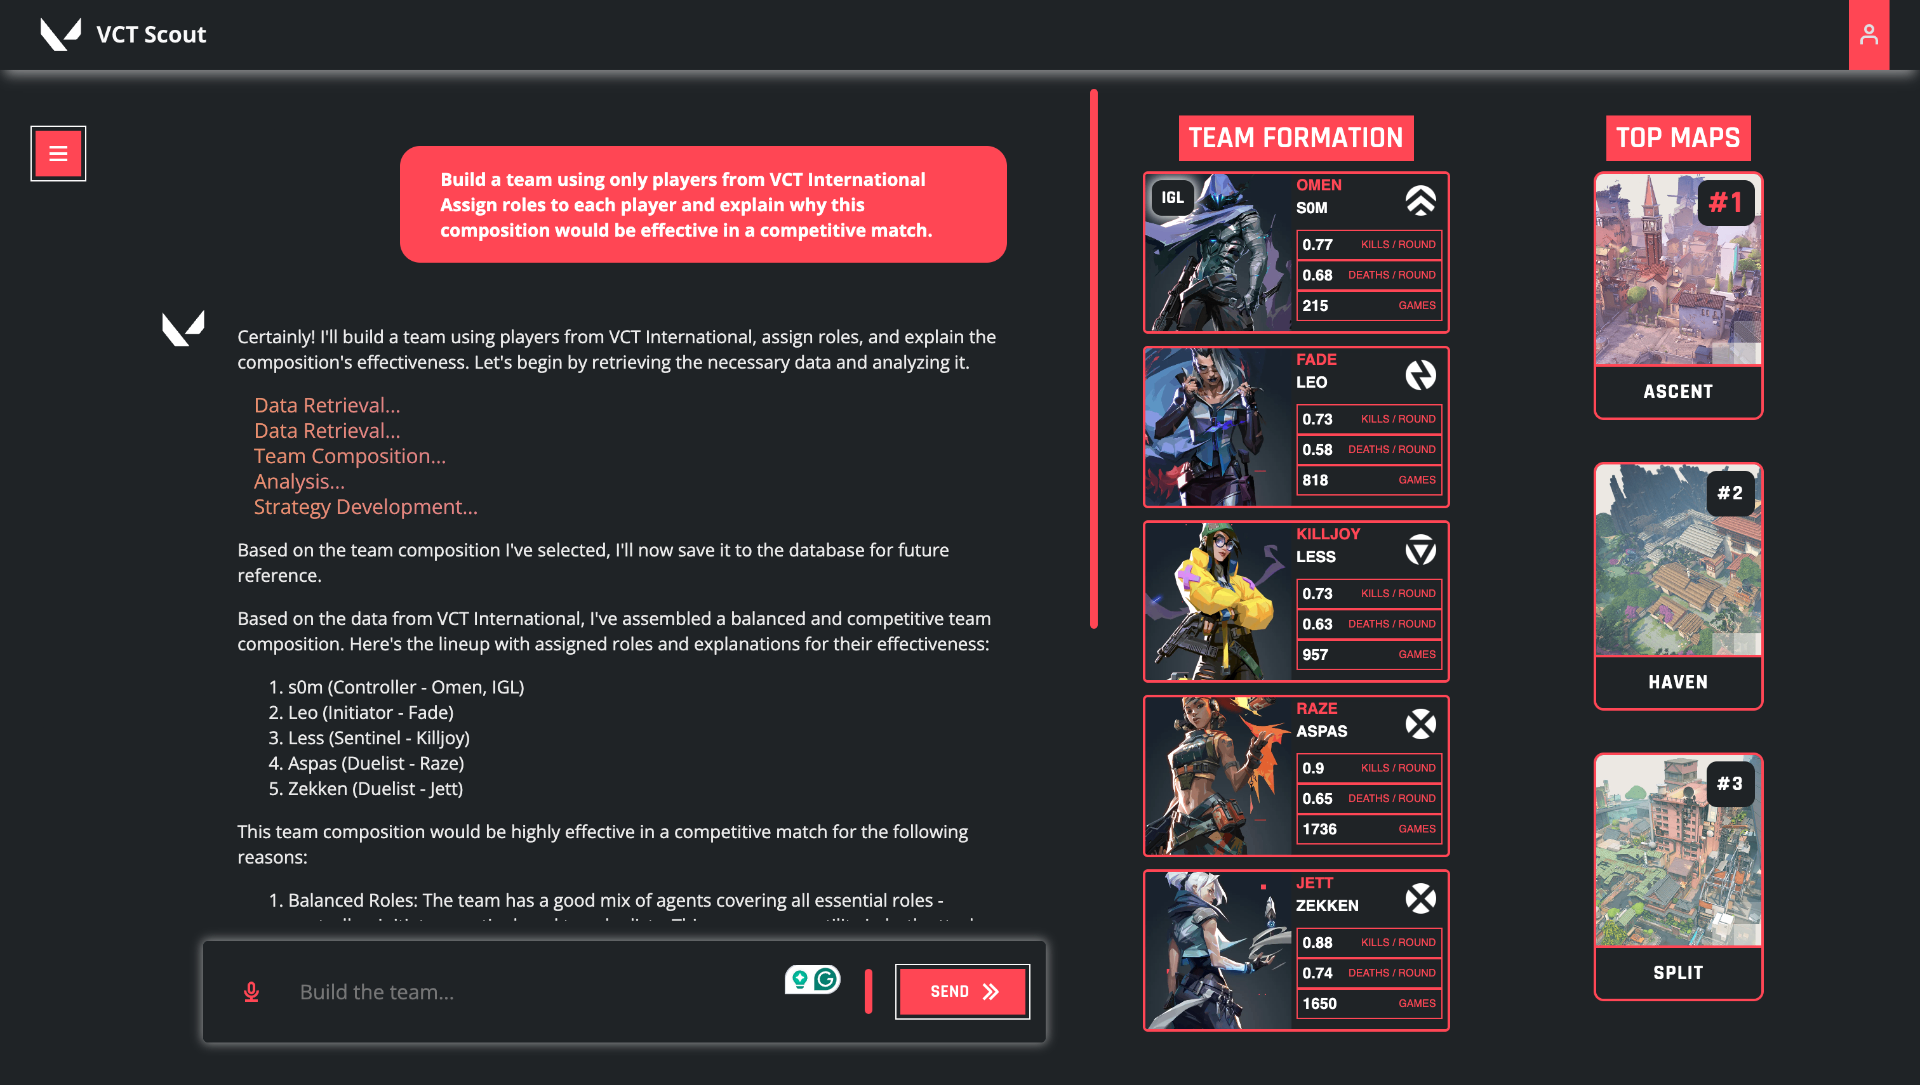 VCT Scout
Build a team using only players from VCT International
Assign roles to each player and explain why this
composition would be effective in a competitive match.
Certainly! I'll build a team using players from VCT International, assign roles, and explain the
composition's effectiveness. Let's begin by retrieving the necessary data and analyzing it.
Data Retrieval...
Data Retrieval...
Team Composition...
Analysis...
Strategy Development...
Based on the team composition I've selected, I'll now save it to the database for future
reference.
Based on the data from VCT International, I've assembled a balanced and competitive team
composition. Here's the lineup with assigned roles and explanations for their effectiveness:
1. s0m (Controller - Omen, IGL)
2. Leo (Initiator - Fade)
3. Less (Sentinel - Killjoy)
4. Aspas (Duelist - Raze)
5. Zekken (Duelist - Jett)
This team composition would be highly effective in a competitive match for the following
reasons:
1. Balanced Roles: The team has a good mix of agents covering all essential roles -
Build the team...
SEND
TEAM FORMATION
IGL
OMEN
S0M
0.77 KILLS / ROUND
0.68 DEATHS / ROUND
215 GAMES
FADE
LEO
0.73 KILLS / ROUND
0.58 DEATHS / ROUND
818 GAMES
KILLJOY
LESS
0.73 KILLS / ROUND
0.63 DEATHS / ROUND
957 GAMES
RAZE
ASPAS
0.9 KILLS / ROUND
0.65 DEATHS / ROUND
1736 GAMES
JETT
ZEKKEN
0.88 KILLS / ROUND
0.74 DEATHS / ROUND
1650 GAMES
TOP MAPS
#1
ASCENT
#2
HAVEN
#3
SPLIT